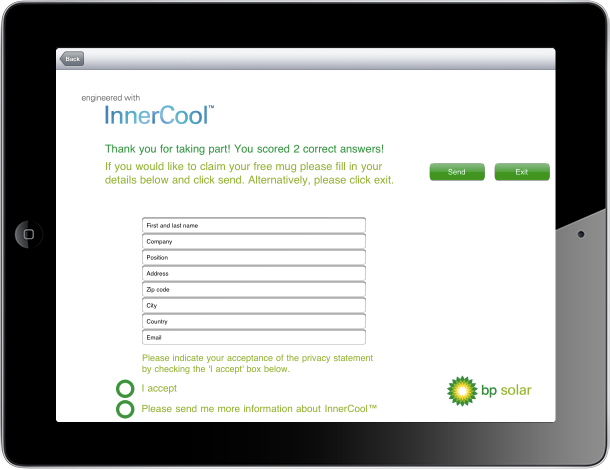 Back
engineered with
InnerCool™
Thank you for taking part! You scored 2 correct answers!
If you would like to claim your free mug please fill in your
details below and click send. Alternatively, please click exit.
Send
Exit
First and last name
Company
Position
Address
Zip code
City
Country
Email
Please indicate your acceptance of the privacy statement
by checking the 'I accept' box below.
I accept
Please send me more information about InnerCool™
bp solar